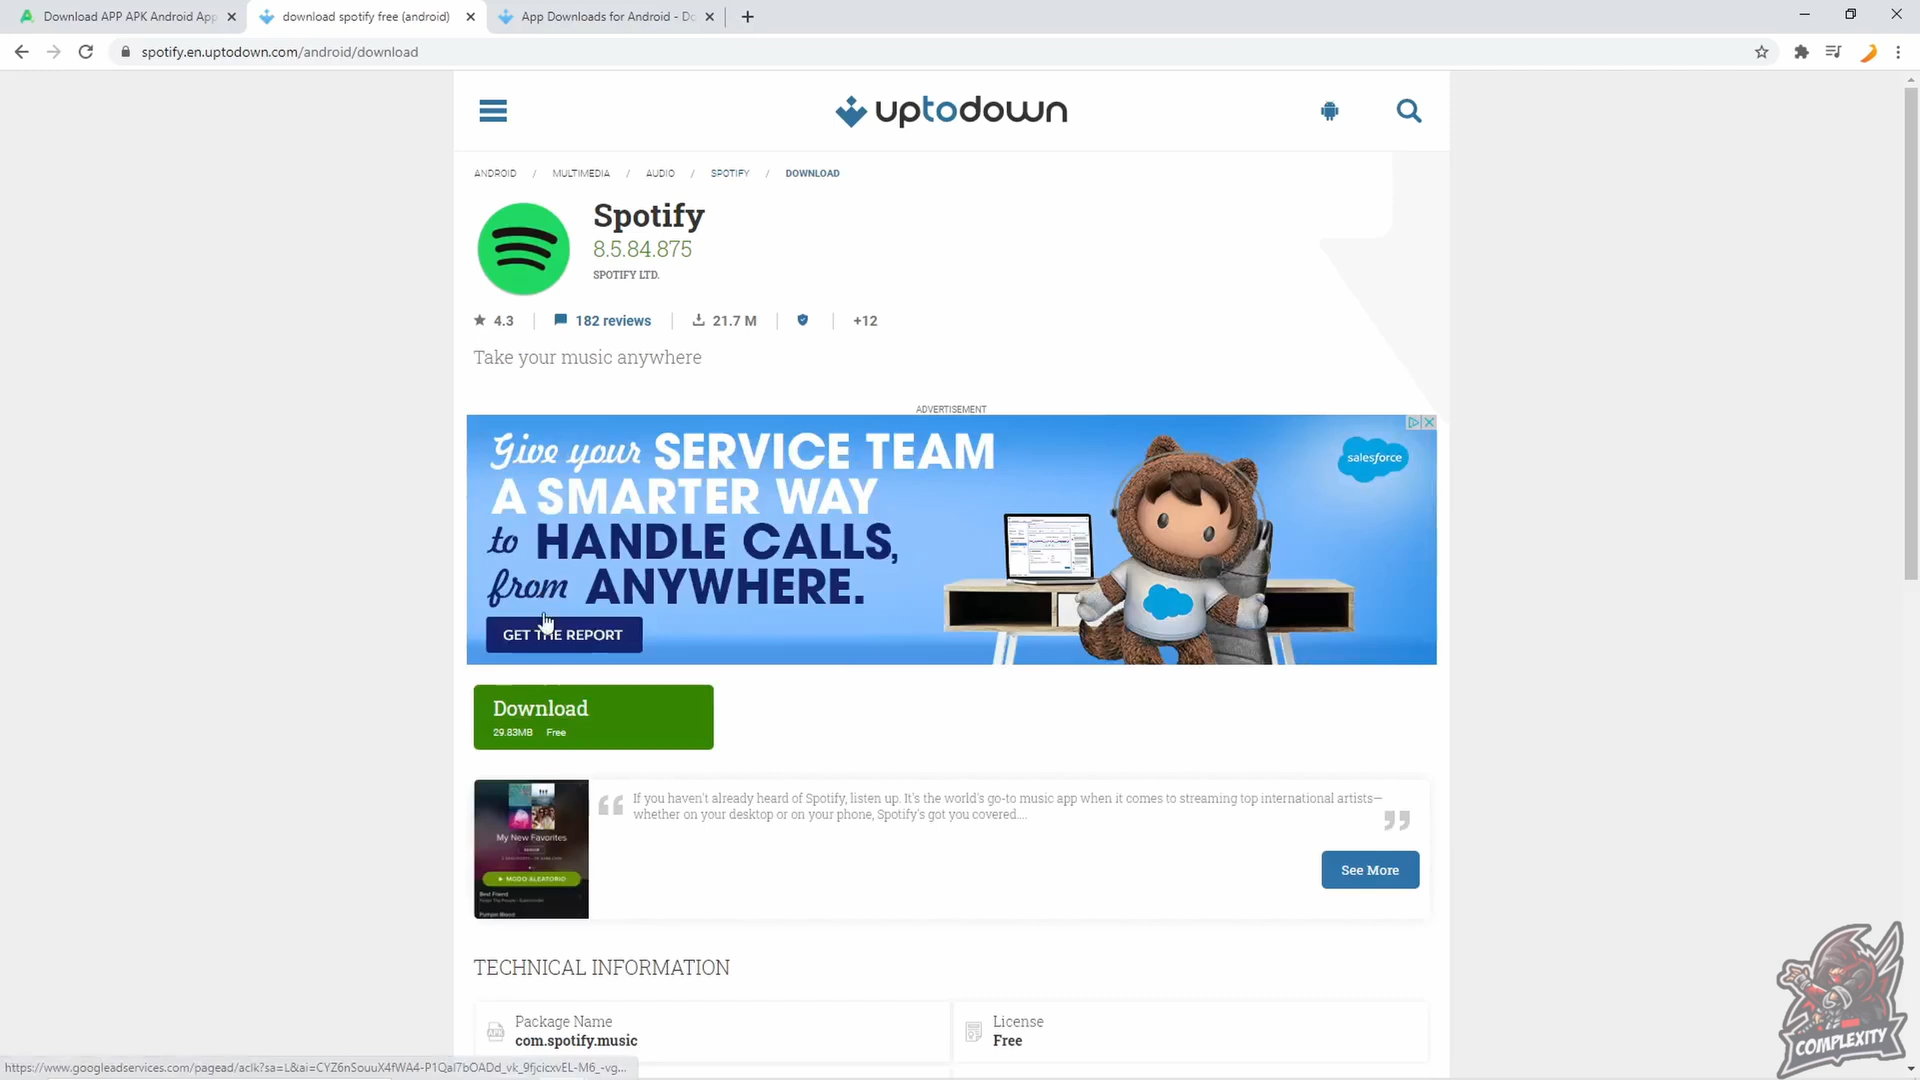 Download APP APK Android App
download spotify free (android)
App Downloads for Android - Do
spotify.en.uptodown.com/android/download
uptodown
ANDROID / MULTIMEDIA / AUDIO / SPOTIFY / DOWNLOAD
Spotify
8.5.84.875
SPOTIFY LTD.
4.3
182 reviews
21.7 M
+12
Take your music anywhere
ADVERTISEMENT
Give your SERVICE TEAM
A SMARTER WAY
to HANDLE CALLS,
from ANYWHERE.
GET THE REPORT
salesforce
Download
29.83MB Free
My New Favorites
MODO ALEATORIO
Best Friend
“ If you haven't already heard of Spotify, listen up. It's the world's go-to music app when it comes to streaming top international artists—
whether on your desktop or on your phone, Spotify's got you covered.... ”
See More
TECHNICAL INFORMATION
Package Name
com.spotify.music
License
Free
COMPLEXITY